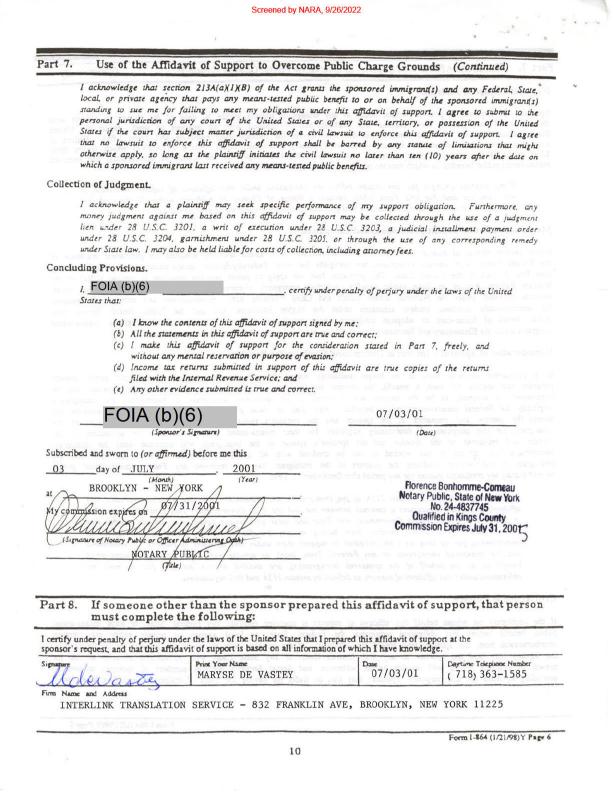 Screened by NARA, 9/26/2022
Part 7. Use of the Affidavit of Support to Overcome Public Charge Grounds (Continued)
I acknowledge that section 213A(a)(1)(B) of the Act grants the sponsored immigrant(s) and any Federal, State,
local, or private agency that pays any means-tested public benefit to or on behalf of the sponsored immigrant(s)
standing to sue me for failing to meet my obligations under this affidavit of support. I agree to submit to the
personal jurisdiction of any court of the United States or of any State, territory, or possession of the United
States if the court has subject matter jurisdiction of a civil lawsuit to enforce this affidavit of support. I agree
that no lawsuit to enforce this affidavit of support shall be barred by any statute of limitations that might
otherwise apply, so long as the plaintiff initiates the civil lawsuit no later than ten (10) years after the date on
which a sponsored immigrant last received any means-tested public benefits.
Collection of Judgment.
I acknowledge that a plaintiff may seek specific performance of my support obligation. Furthermore, any
money judgment against me based on this affidavit of support may be collected through the use of a judgment
lien under 28 U.S.C. 3201, a writ of execution under 28 U.S.C. 3203, a judicial installment payment order
under 28 U.S.C. 3204, garnishment under 28 U.S.C. 3205, or through the use of any corresponding remedy
under State law. I may also be held liable for costs of collection, including attorney fees.
Concluding Provisions.
I, FOIA (b)(6) , certify under penalty of perjury under the laws of the United
States that:
(a) I know the contents of this affidavit of support signed by me;
(b) All the statements in this affidavit of support are true and correct;
(c) I make this affidavit of support for the consideration stated in Part 7, freely, and
without any mental reservation or purpose of evasion;
(d) Income tax returns submitted in support of this affidavit are true copies of the returns
filed with the Internal Revenue Service; and
(e) Any other evidence submitted is true and correct.
FOIA (b)(6) 07/03/01
(Sponsor's Signature) (Date)
Subscribed and sworn to (or affirmed) before me this
03 day of JULY , 2001
(Month) (Year)
at BROOKLYN - NEW YORK
My commission expires on 07/31/2001
(Signature of Notary Public or Officer Administering Oath)
NOTARY PUBLIC
(Title)
Florence Bonhomme-Comeau
Notary Public, State of New York
No. 24-4837745
Qualified in Kings County
Commission Expires July 31, 2001
Part 8. If someone other than the sponsor prepared this affidavit of support, that person
must complete the following:
I certify under penalty of perjury under the laws of the United States that I prepared this affidavit of support at the
sponsor's request, and that this affidavit of support is based on all information of which I have knowledge.
Signature Print Your Name Date Daytime Telephone Number
MdeVastey MARYSE DE VASTEY 07/03/01 (718) 363-1585
Firm Name and Address
INTERLINK TRANSLATION SERVICE - 832 FRANKLIN AVE, BROOKLYN, NEW YORK 11225
Form I-864 (1/21/98)Y Page 6
10